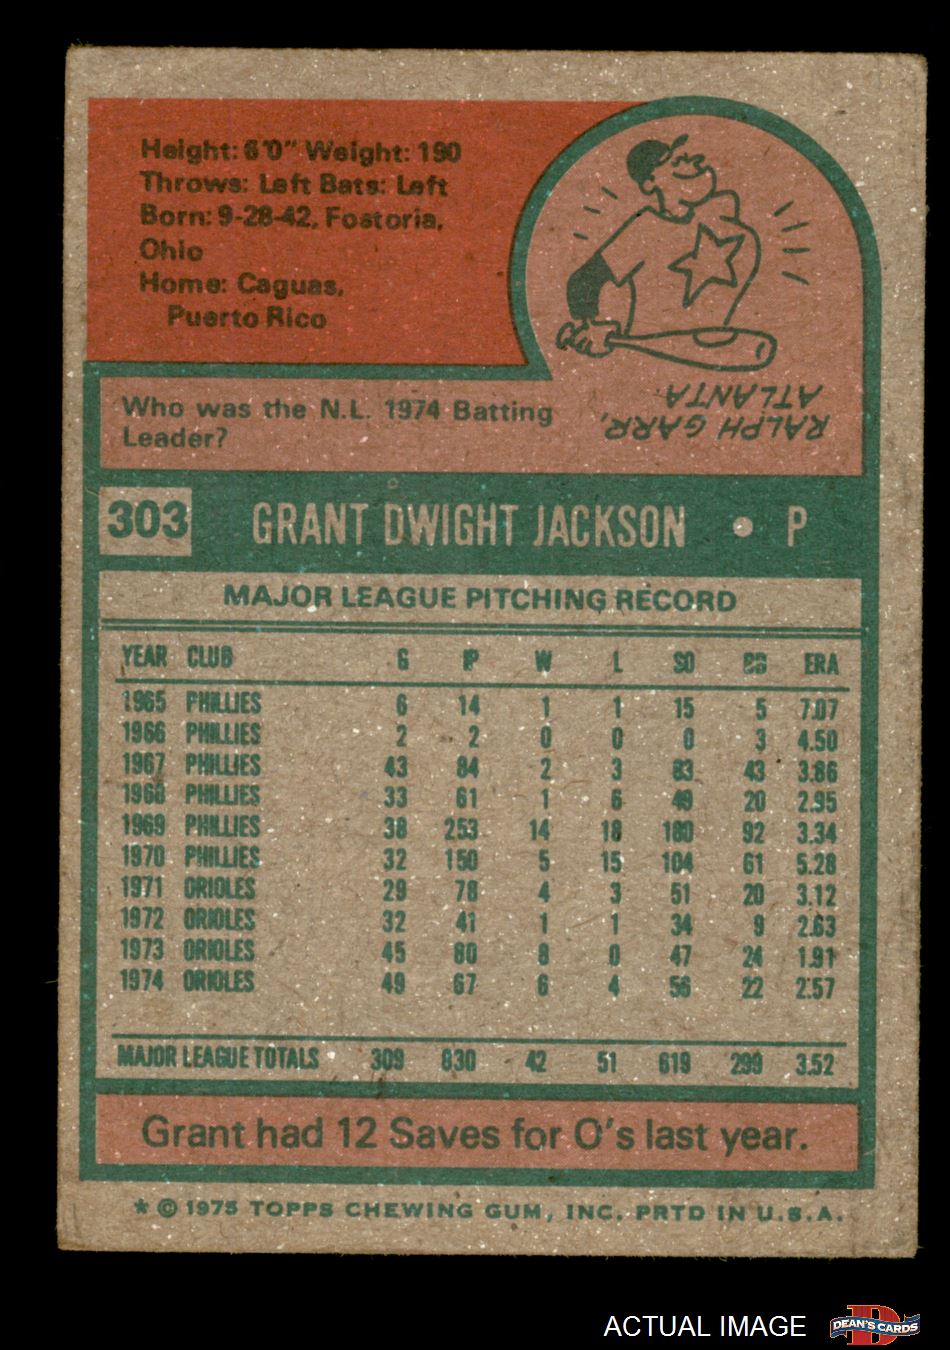 Height: 6'0" Weight: 190
Throws: Left Bats: Left
Born: 9-28-42, Fostoria,
Ohio
Home: Caguas,
Puerto Rico
Who was the N.L. 1974 Batting
Leader?
RALPH GARR,
ATLANTA
303 GRANT DWIGHT JACKSON • P
MAJOR LEAGUE PITCHING RECORD
YEAR CLUB G IP W L SO BB ERA
1965 PHILLIES 6 14 1 1 15 5 7.07
1966 PHILLIES 2 2 0 0 0 3 4.50
1967 PHILLIES 43 84 2 3 83 43 3.86
1968 PHILLIES 33 61 1 6 49 20 2.95
1969 PHILLIES 38 253 14 18 180 92 3.34
1970 PHILLIES 32 150 5 15 104 61 5.28
1971 ORIOLES 29 78 4 3 51 20 3.12
1972 ORIOLES 32 41 1 1 34 9 2.63
1973 ORIOLES 45 80 8 0 47 24 1.91
1974 ORIOLES 49 67 6 4 56 22 2.57
MAJOR LEAGUE TOTALS 309 830 42 51 619 299 3.52
Grant had 12 Saves for O's last year.
* © 1975 TOPPS CHEWING GUM, INC. PRTD IN U.S.A.
ACTUAL IMAGE
DEAN'S CARDS